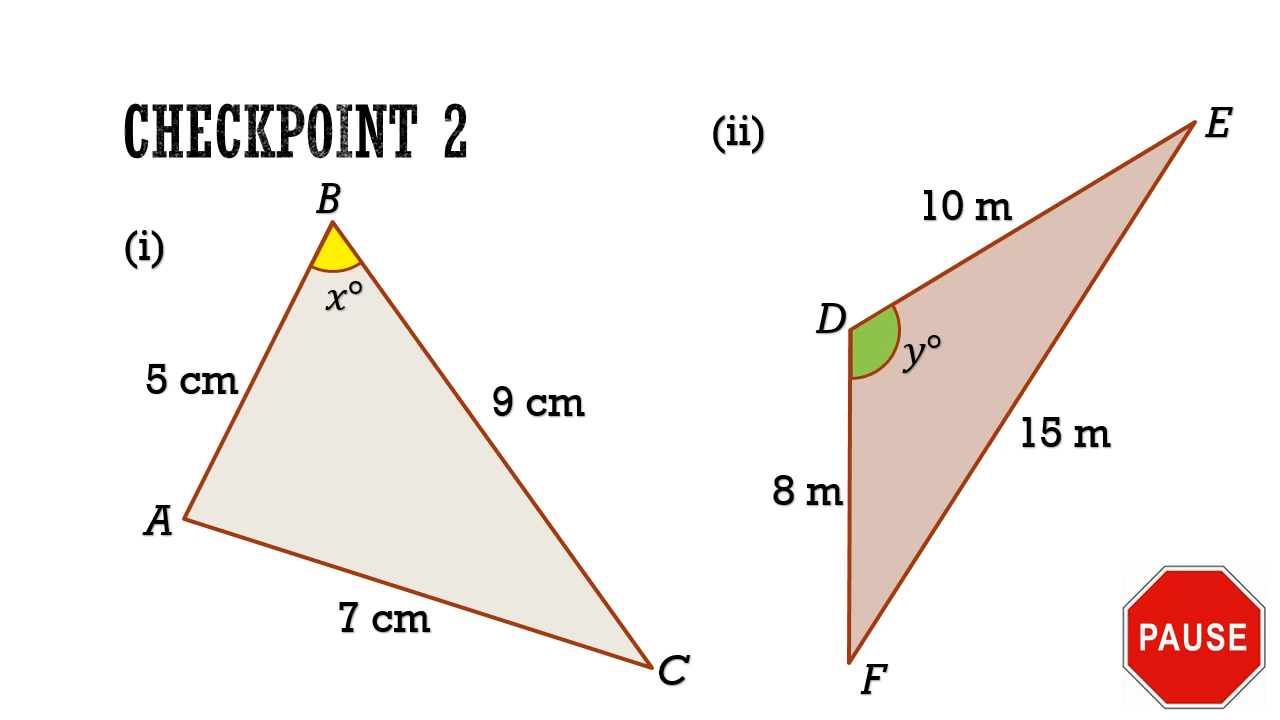 CHECKPOINT 2
(i)
B
x°
5 cm
9 cm
A
7 cm
C
(ii)
E
10 m
D
y°
15 m
8 m
F
PAUSE